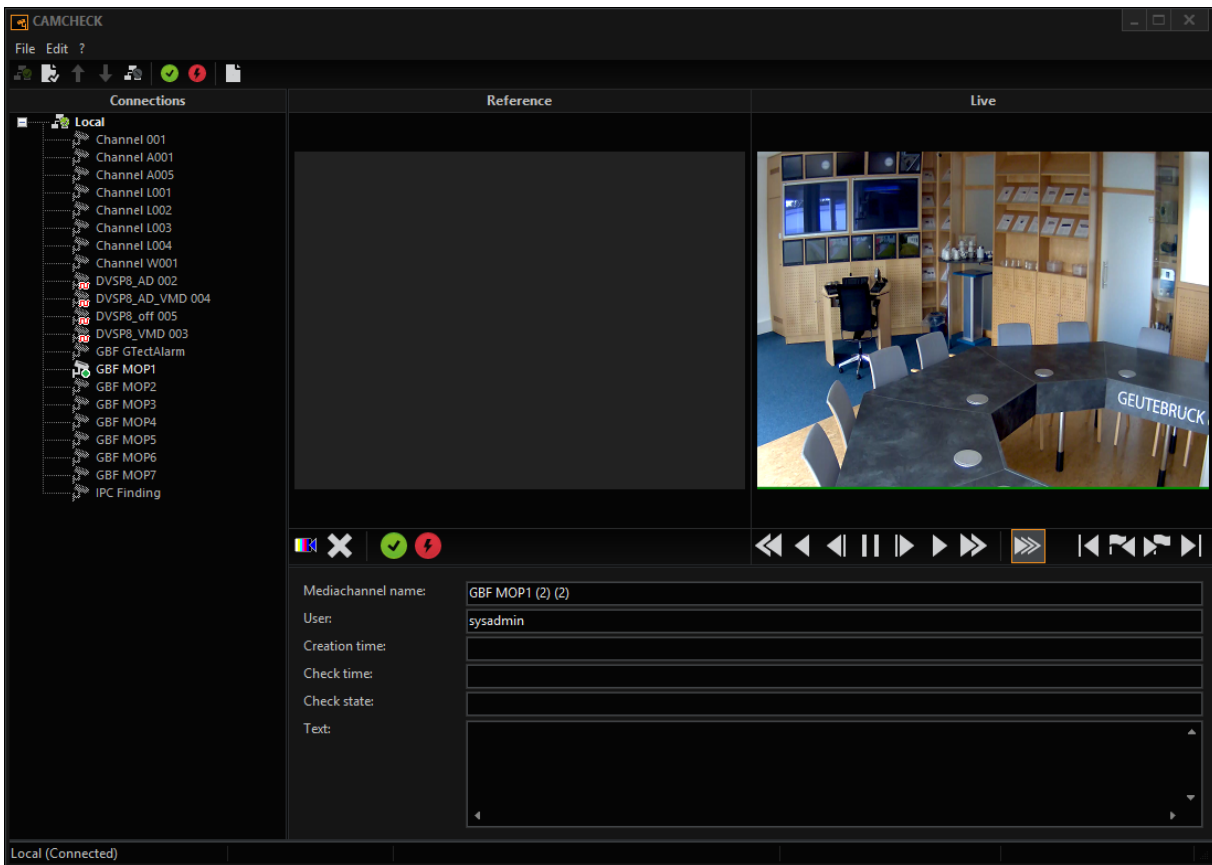 CAMCHECK
File Edit ?
Connections
Reference
Live
Local
Channel 001
Channel A001
Channel A005
Channel L001
Channel L002
Channel L003
Channel L004
Channel W001
DVSP8_AD 002
DVSP8_AD_VMD 004
DVSP8_off 005
DVSP8_VMD 003
GBF GTectAlarm
GBF MOP1
GBF MOP2
GBF MOP3
GBF MOP4
GBF MOP5
GBF MOP6
GBF MOP7
IPC Finding
GEUTEBRUCK
Mediachannel name: GBF MOP1 (2) (2)
User: sysadmin
Creation time:
Check time:
Check state:
Text:
Local (Connected)